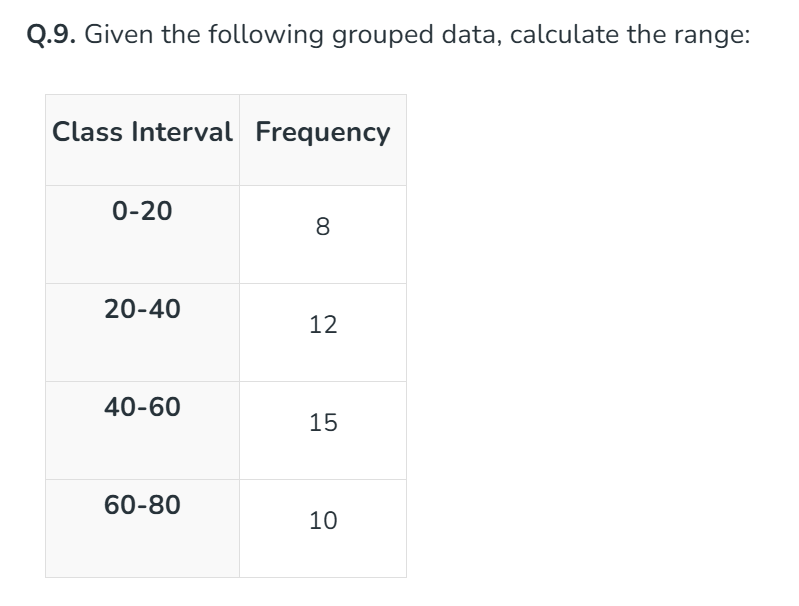 Q.9. Given the following grouped data, calculate the range:
Class Interval Frequency
0-20 8
20-40 12
40-60 15
60-80 10